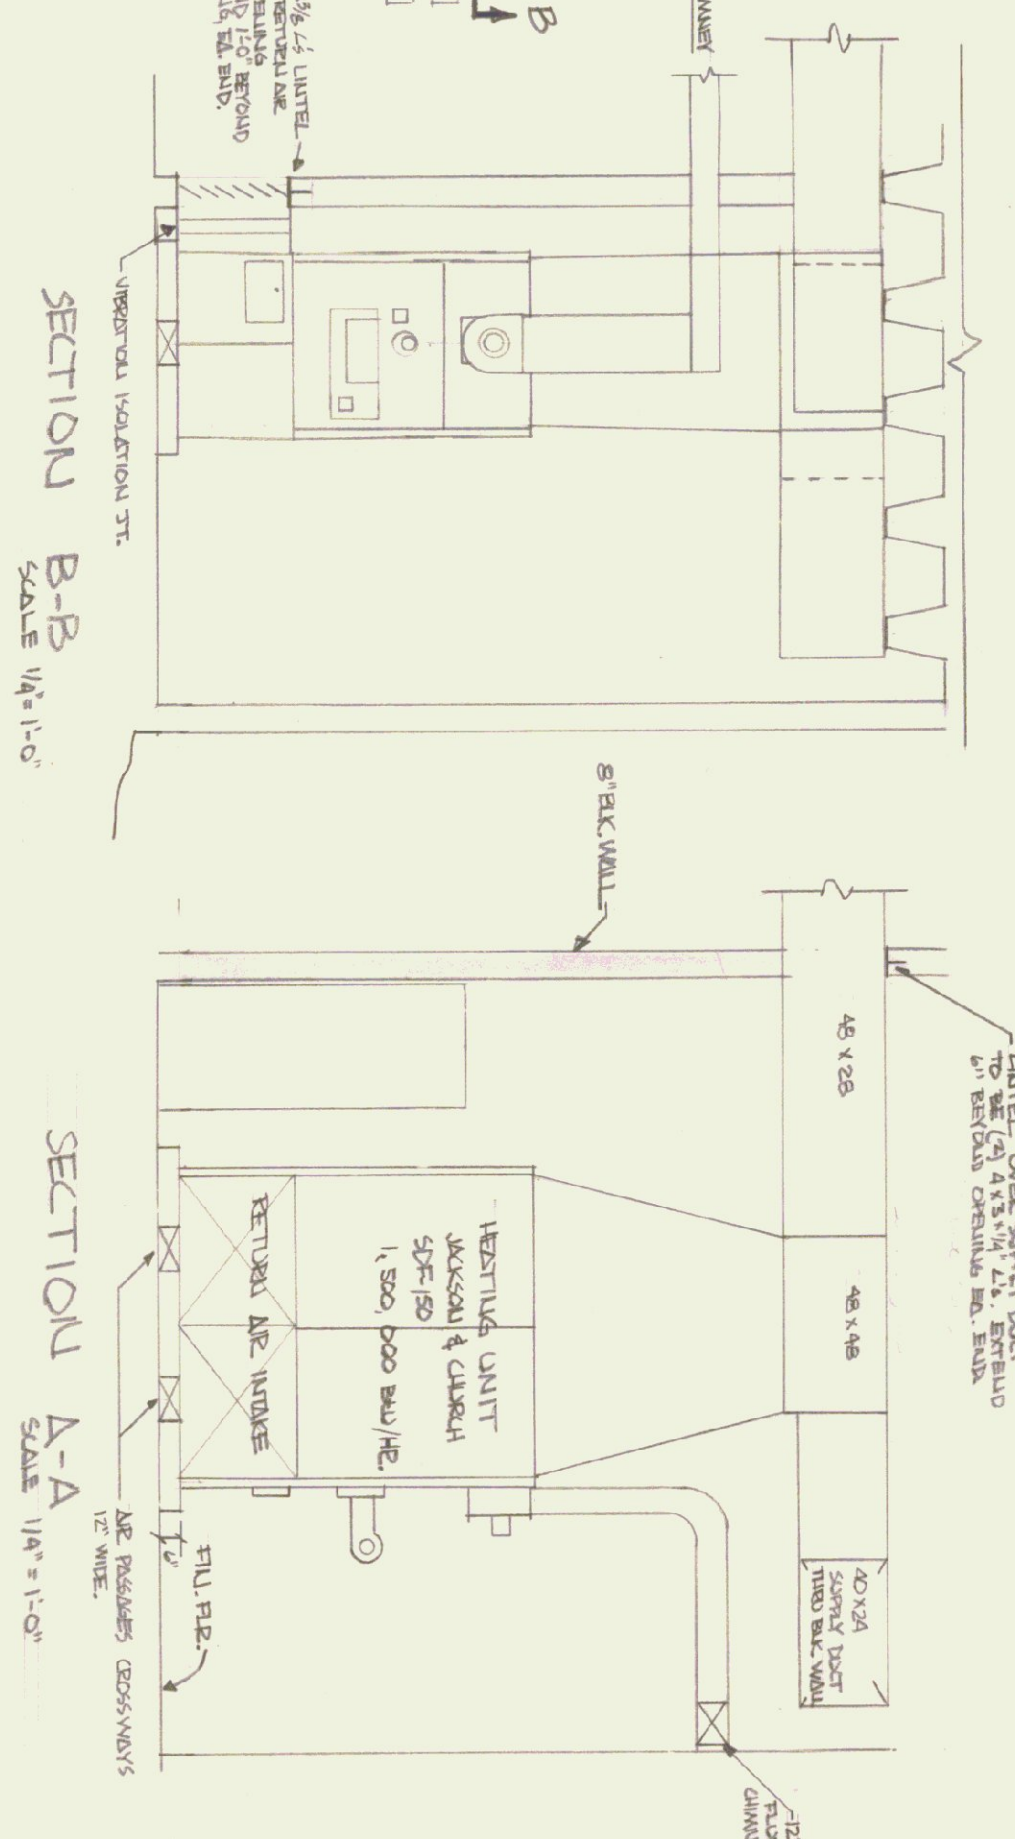 B
MNEY
3/8 L'S LINTEL
RETURN AIR
1'-0" BEYOND
EA. END.
VIBRATION ISOLATION JT.
SECTION B-B
SCALE 1/4" = 1'-0"
8" BLK. WALL
48 X 28
LINTEL OVER SUPPLY DUCT
TO BE (2) 4 x 3 x 1/4" L's. EXTEND
6" BEYOND OPENING EA. END
48 X 48
HEATING UNIT
JACKSON & CHURCH
SDF-150
1,500,000 BTU/HR.
RETURN AIR INTAKE
40 X 24
SUPPLY DUCT
THRU BLK. WALL
6"
FIN. FLR.
AIR PASSAGES CROSSWAYS
12" WIDE.
SECTION A-A
SCALE 1/4" = 1'-0"